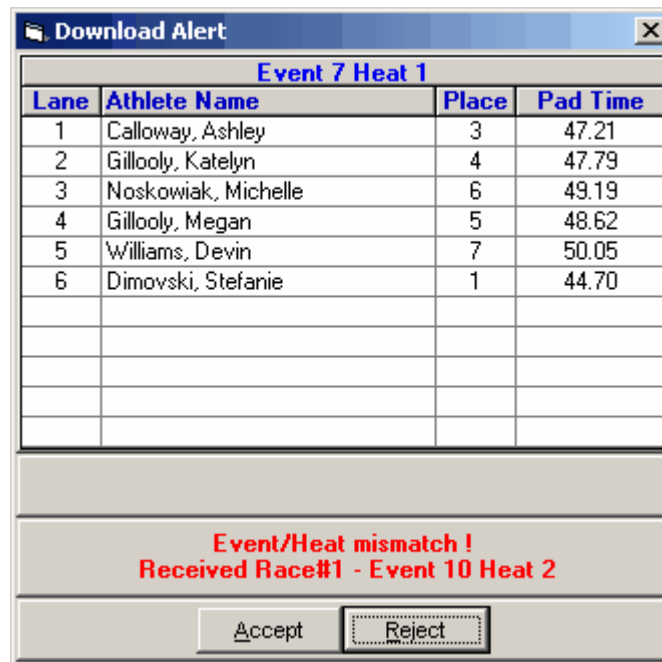 Download Alert
Event 7 Heat 1
Lane Athlete Name Place Pad Time
1 Calloway, Ashley 3 47.21
2 Gillooly, Katelyn 4 47.79
3 Noskowiak, Michelle 6 49.19
4 Gillooly, Megan 5 48.62
5 Williams, Devin 7 50.05
6 Dimovski, Stefanie 1 44.70
Event/Heat mismatch !
Received Race#1 - Event 10 Heat 2
Accept Reject